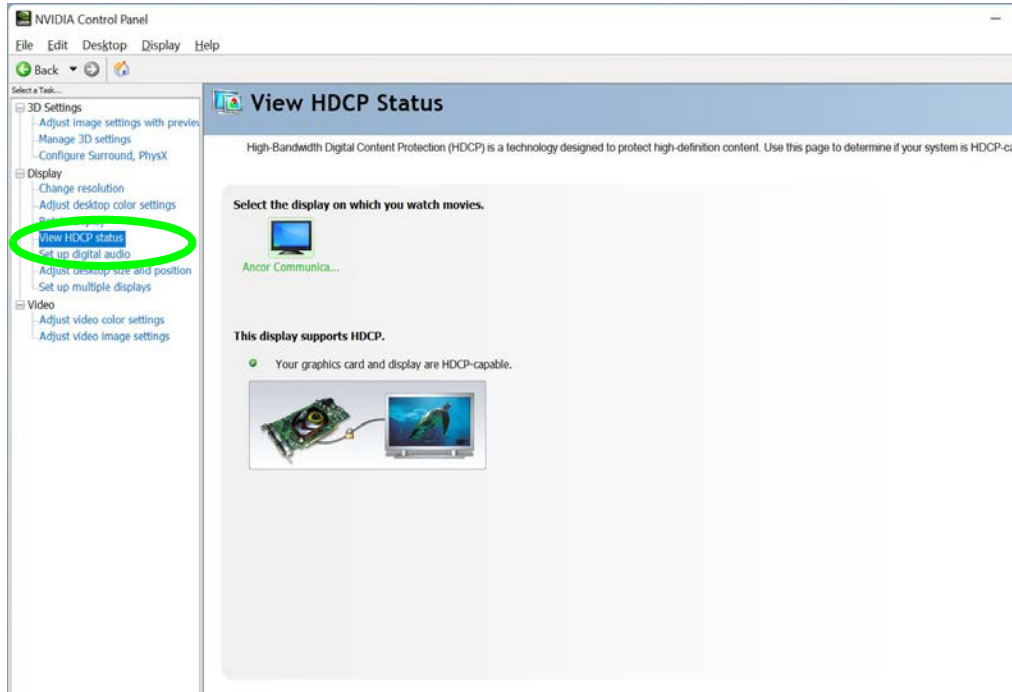 NVIDIA Control Panel
File Edit Desktop Display Help
Back
Select a Task...
3D Settings
Adjust image settings with preview
Manage 3D settings
Configure Surround, PhysX
Display
Change resolution
Adjust desktop color settings
View HDCP status
Set up digital audio
Adjust desktop size and position
Set up multiple displays
Video
Adjust video color settings
Adjust video image settings
View HDCP Status
High-Bandwidth Digital Content Protection (HDCP) is a technology designed to protect high-definition content. Use this page to determine if your system is HDCP-ca
Select the display on which you watch movies.
Ancor Communica...
This display supports HDCP.
Your graphics card and display are HDCP-capable.